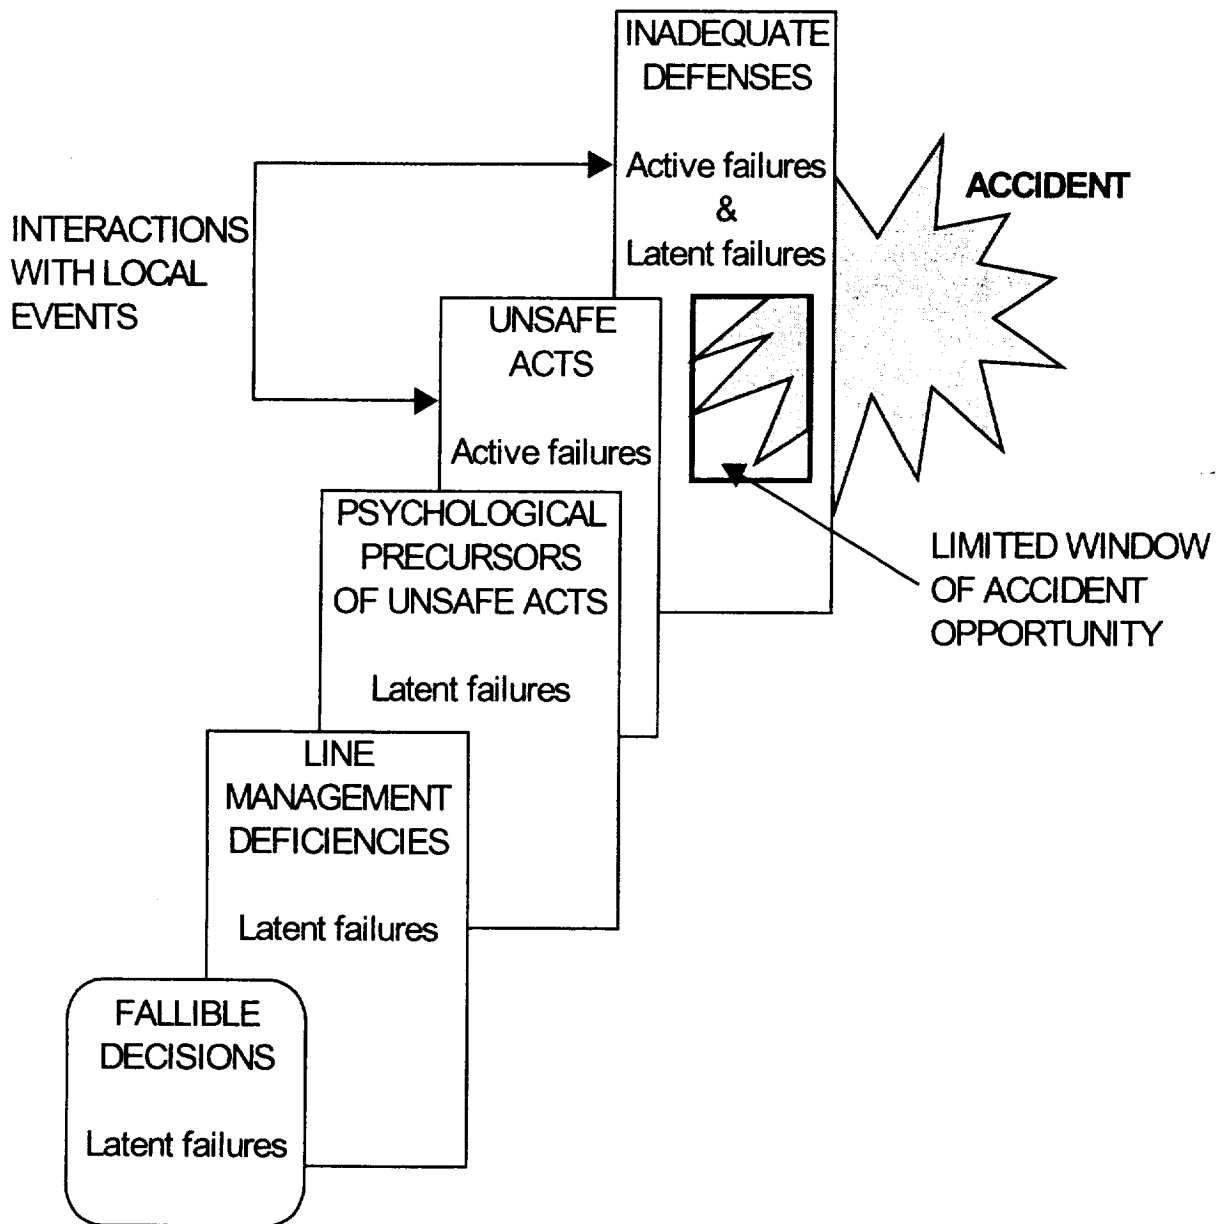 INADEQUATE
DEFENSES
Active failures
&
Latent failures
ACCIDENT
INTERACTIONS
WITH LOCAL
EVENTS
UNSAFE
ACTS
Active failures
PSYCHOLOGICAL
PRECURSORS
OF UNSAFE ACTS
Latent failures
LIMITED WINDOW
OF ACCIDENT
OPPORTUNITY
LINE
MANAGEMENT
DEFICIENCIES
Latent failures
FALLIBLE
DECISIONS
Latent failures